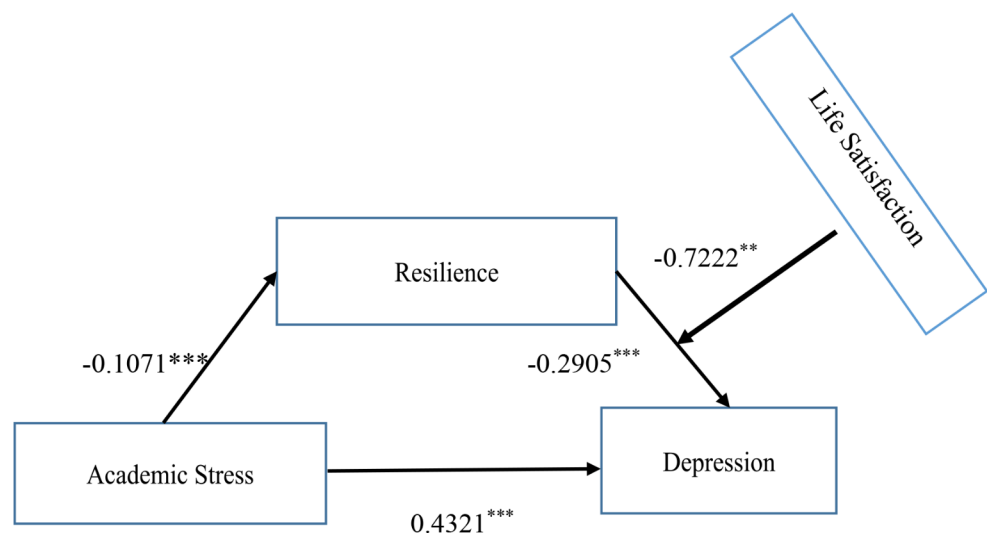 Life Satisfaction
-0.7222**
Resilience
-0.1071***
-0.2905***
Academic Stress
Depression
0.4321***